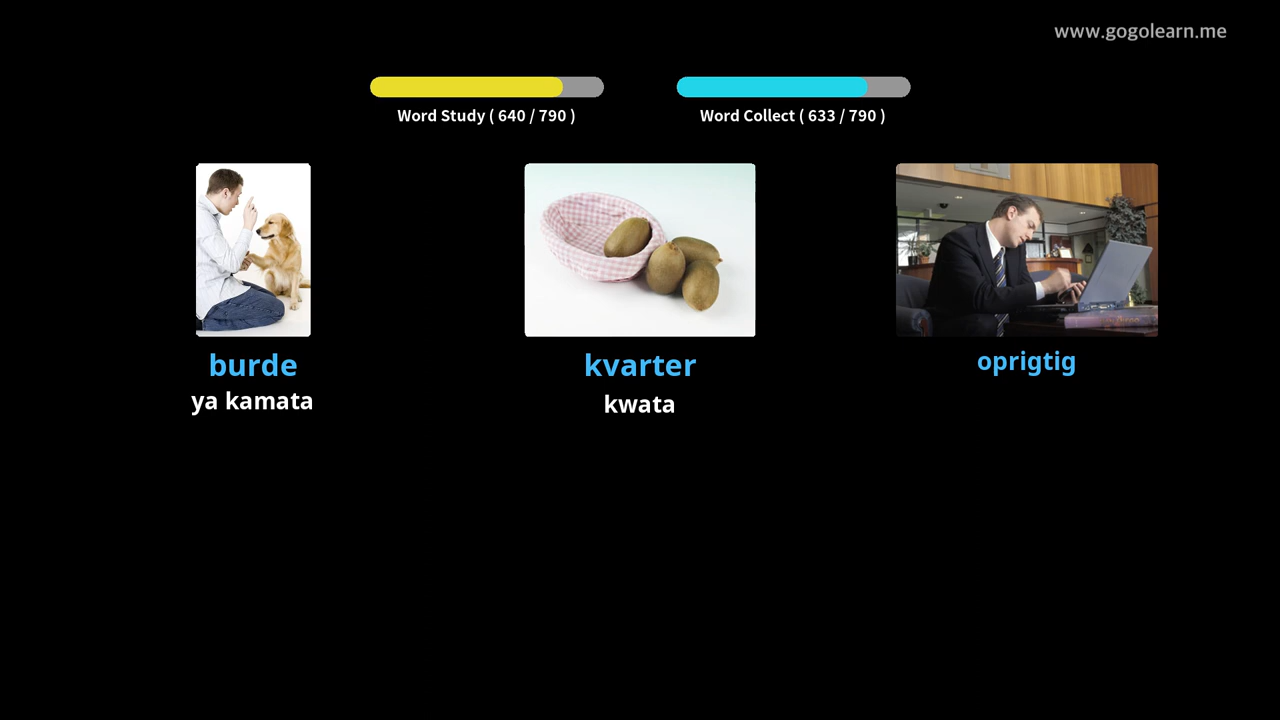 www.gogolearn.me
Word Study ( 640 / 790 )
Word Collect ( 633 / 790 )
burde
ya kamata
kvarter
kwata
oprigtig